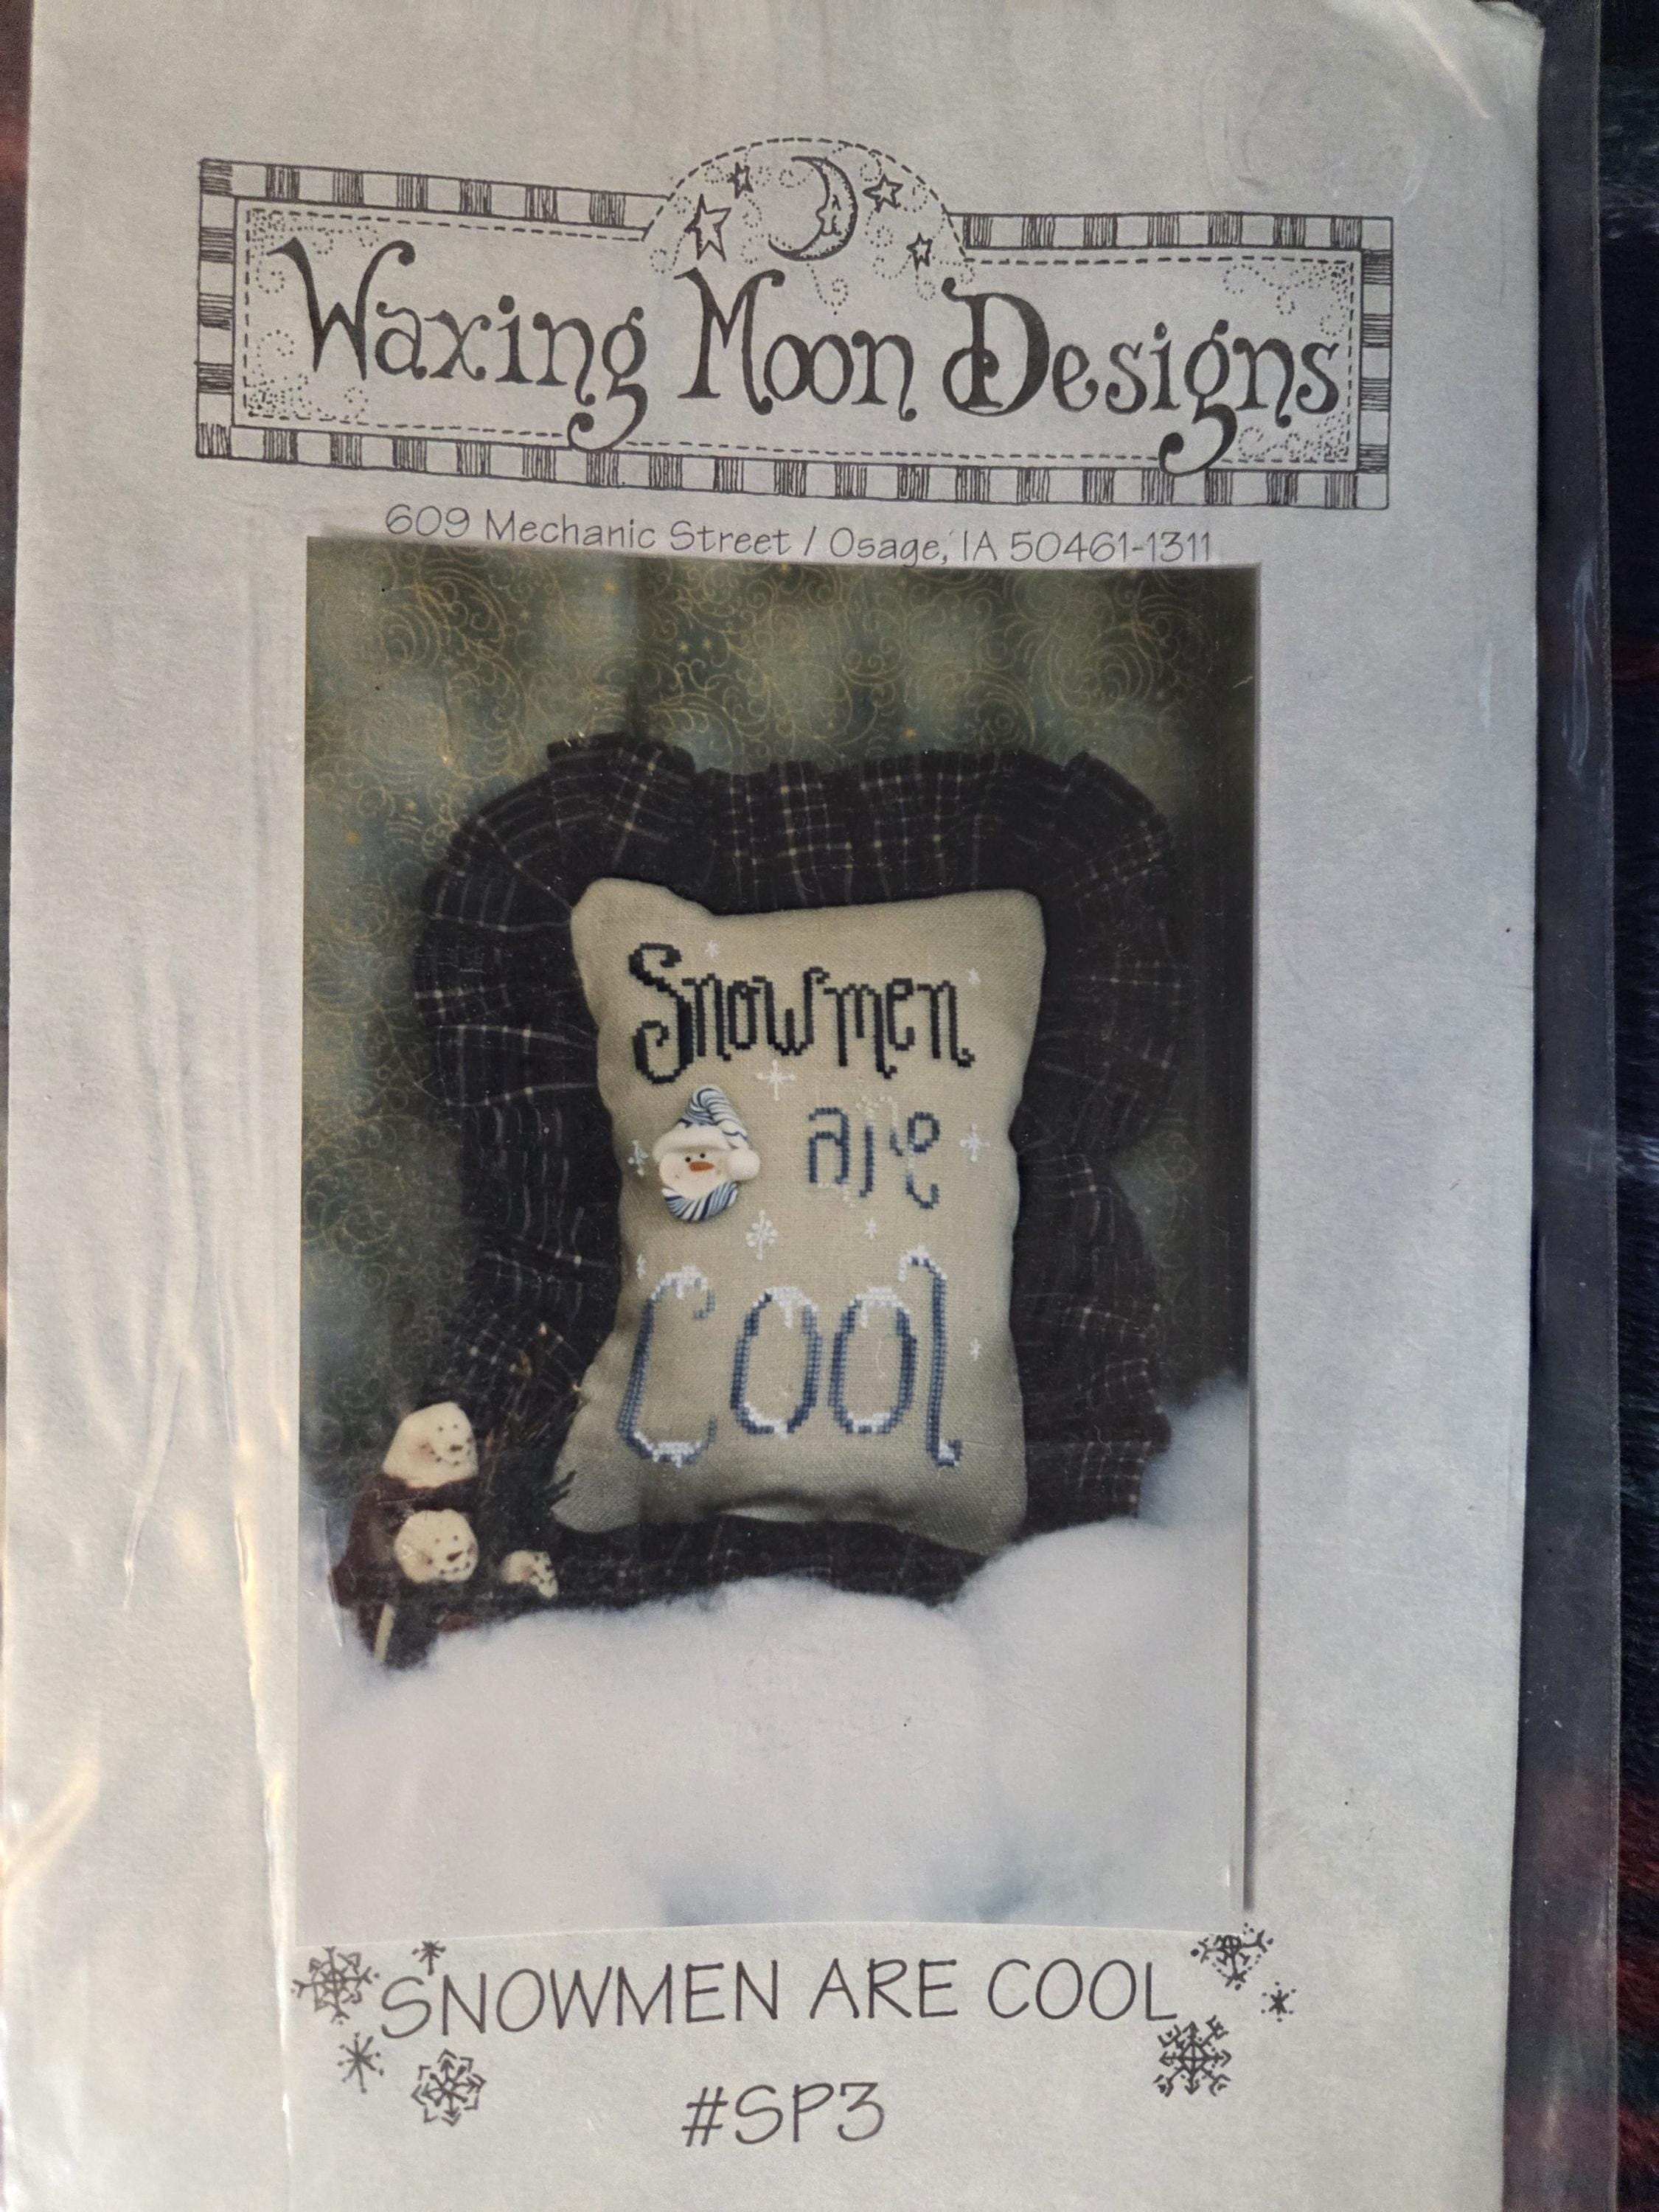 Waxing Moon Designs
609 Mechanic Street / Osage, IA 50461-1311
Snowmen
are
Cool
SNOWMEN ARE COOL
#SP3